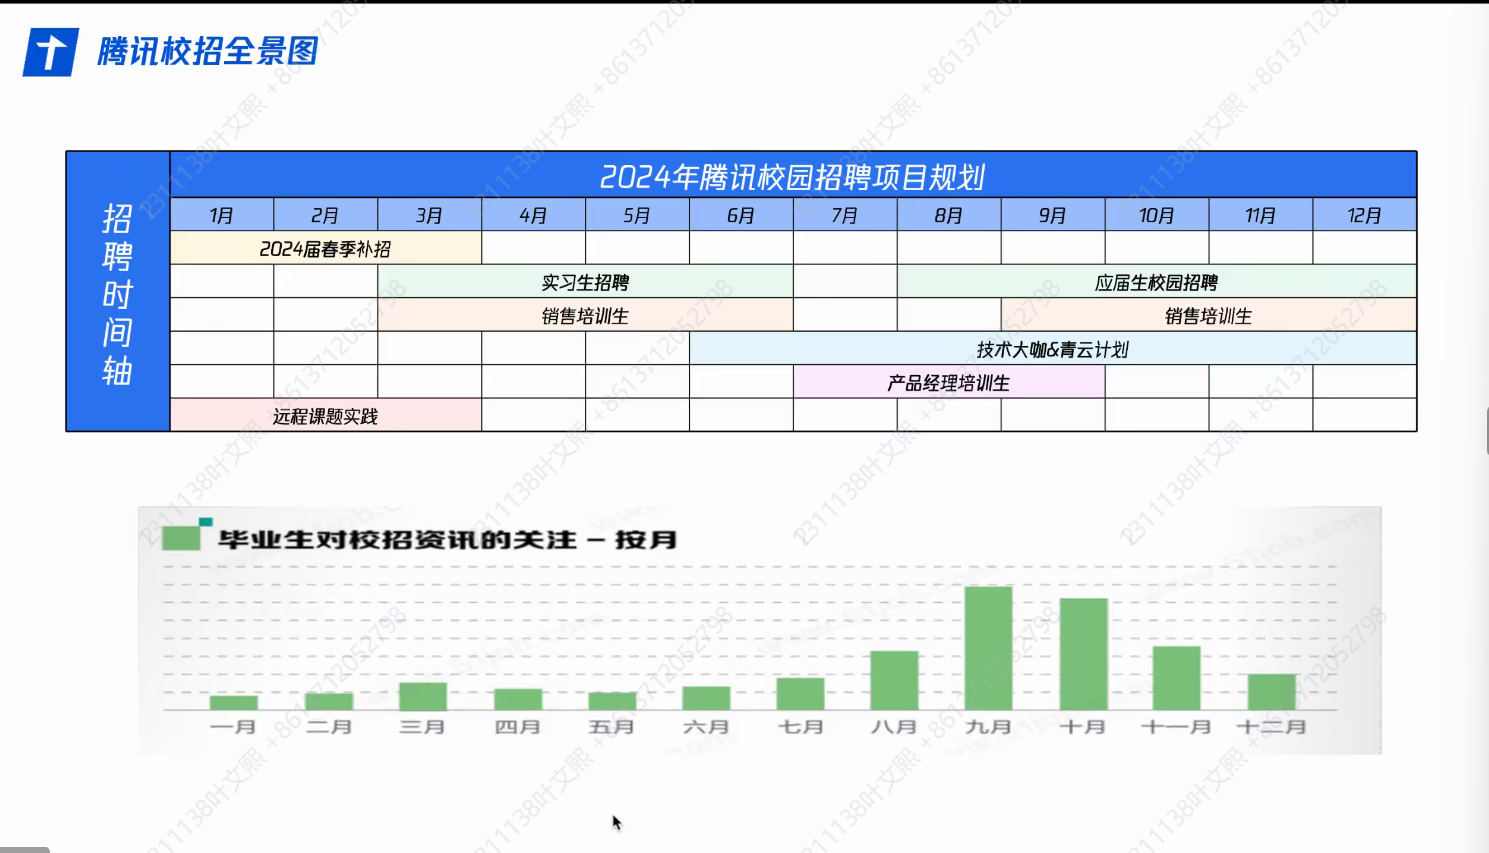 腾讯校招全景图
招聘时间轴
2024年腾讯校园招聘项目规划
1月 2月 3月 4月 5月 6月 7月 8月 9月 10月 11月 12月
2024届春季补招
实习生招聘 应届生校园招聘
销售培训生 销售培训生
技术大咖&青云计划
产品经理培训生
远程课题实践
毕业生对校招资讯的关注 – 按月
一月 二月 三月 四月 五月 六月 七月 八月 九月 十月 十一月 十二月
2311138叶文熙 +8613712052798